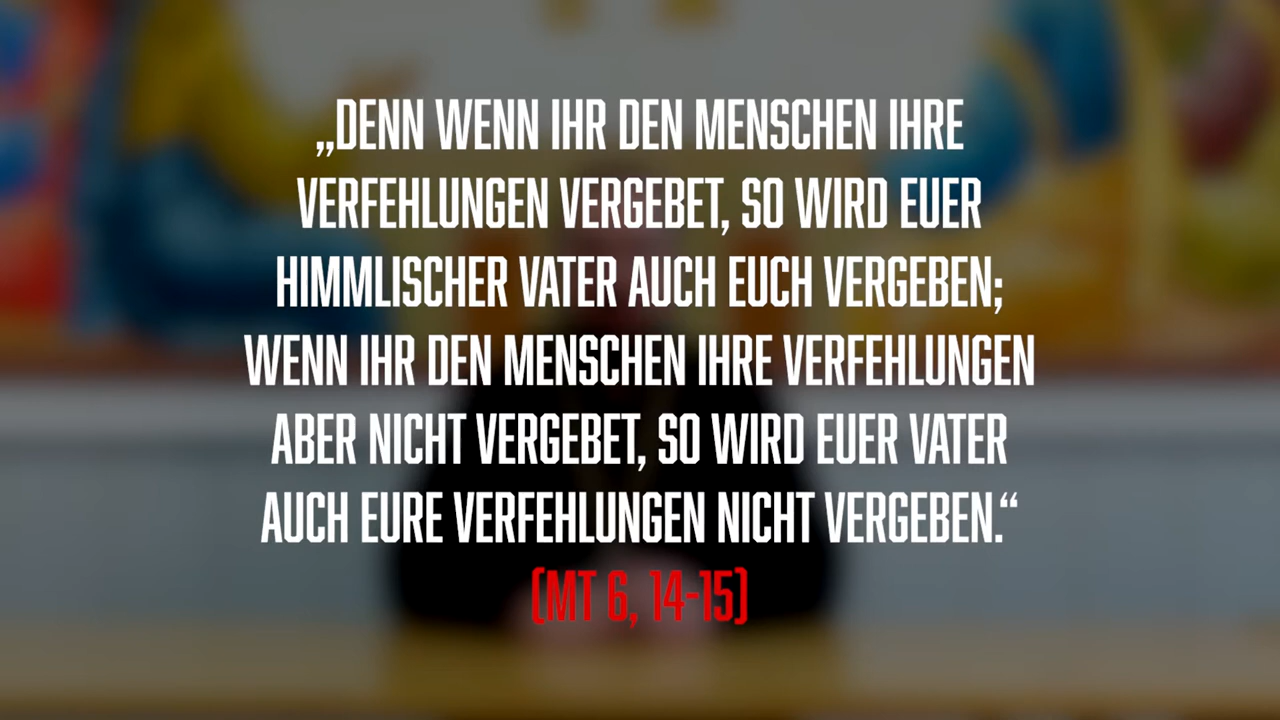 „DENN WENN IHR DEN MENSCHEN IHRE
VERFEHLUNGEN VERGEBET, SO WIRD EUER
HIMMLISCHER VATER AUCH EUCH VERGEBEN;
WENN IHR DEN MENSCHEN IHRE VERFEHLUNGEN
ABER NICHT VERGEBET, SO WIRD EUER VATER
AUCH EURE VERFEHLUNGEN NICHT VERGEBEN.“
(MT 6, 14-15)